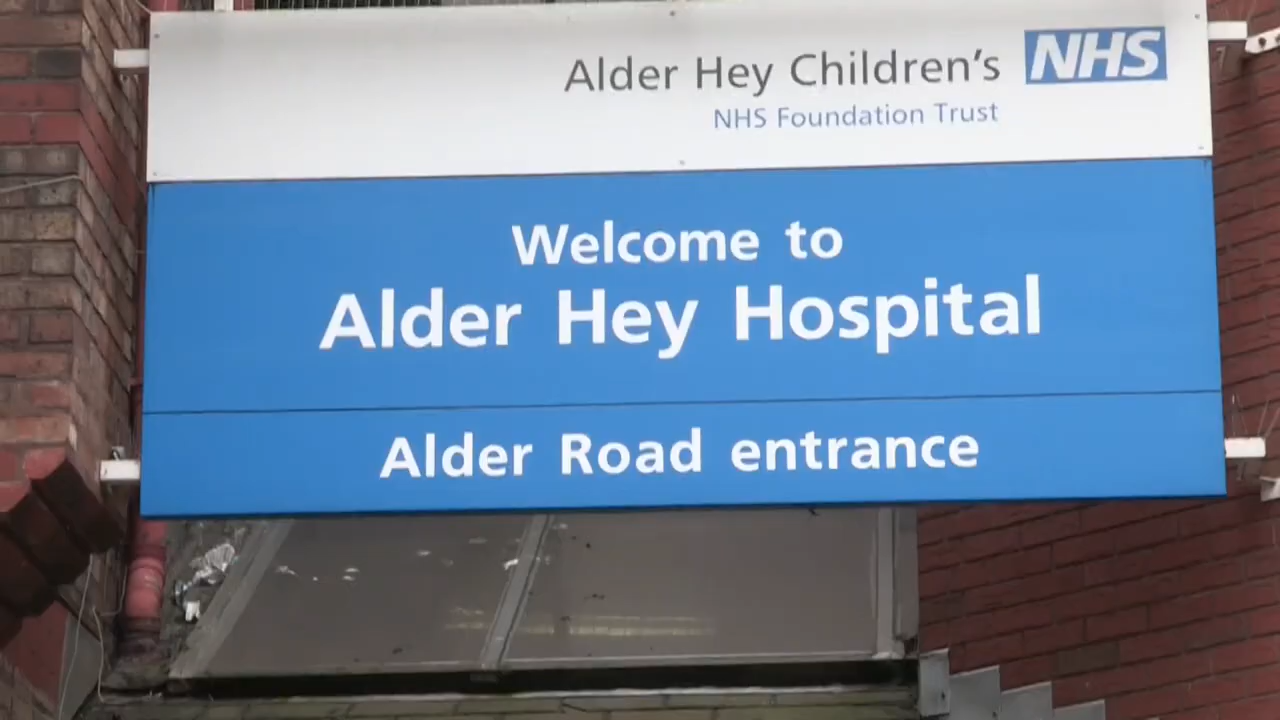 Alder Hey Children's NHS
NHS Foundation Trust
Welcome to
Alder Hey Hospital
Alder Road entrance